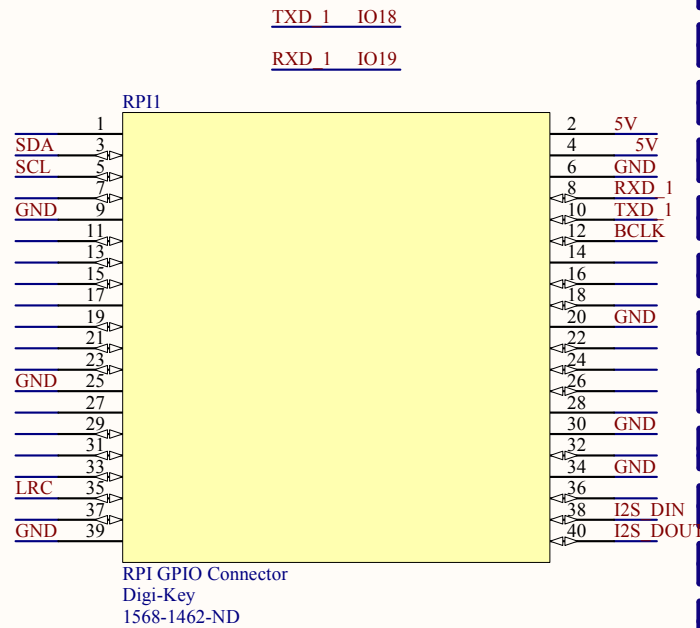 TXD_1 IO18
RXD_1 IO19
RPI1
1 2 5V
SDA 3 4 5V
SCL 5 6 GND
7 8 RXD_1
GND 9 10 TXD_1
11 12 BCLK
13 14
15 16
17 18
19 20 GND
21 22
23 24
GND 25 26
27 28
29 30 GND
31 32
33 34 GND
LRC 35 36
37 38 I2S_DIN
GND 39 40 I2S_DOUT
RPI GPIO Connector
Digi-Key
1568-1462-ND